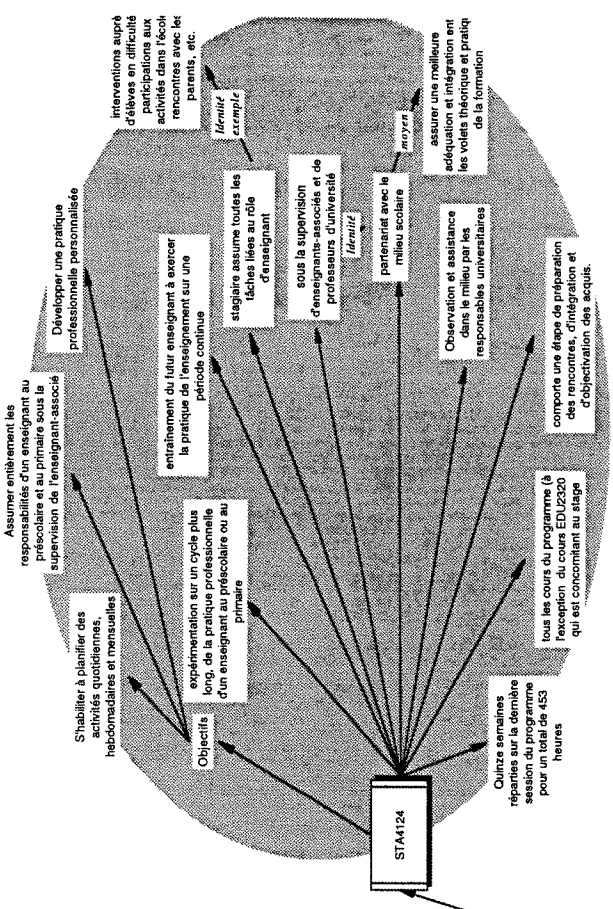 Assumer entièrement les
responsabilités d'un enseignant au
préscolaire et au primaire sous la
supervision de l'enseignant-associé
S'habiliter à planifier des
activités quotidiennes,
hebdomadaires et mensuelles
Développer une pratique
professionnelle personnalisée
Objectifs
expérimentation sur un cycle plus
long, de la pratique professionnelle
d'un enseignant au préscolaire ou au
primaire
entraînement du futur enseignant à exercer
la pratique de l'enseignement sur une
période continue
stagiaire assume toutes les
tâches liées au rôle
d'enseignant
Identité
exemple
interventions auprè
d'élèves en difficulté
participations aux
activités dans l'écol
rencontres avec les
parents, etc.
sous la supervision
d'enseignants-associés et de
professeurs d'université
Identité
partenariat avec le
milieu scolaire
moyen
assurer une meilleure
adéquation et intégration ent
les volets théorique et pratiq
de la formation
Observation et assistance
dans le milieu par les
responsables universitaires
comporte une étape de préparation
des rencontres, d'intégration et
d'objectivation des acquis.
tous les cours du programme (à
l'exception du cours EDU2320
qui est concomitant au stage
Quinze semaines
réparties sur la dernière
session du programme
pour un total de 453
heures
STA4124